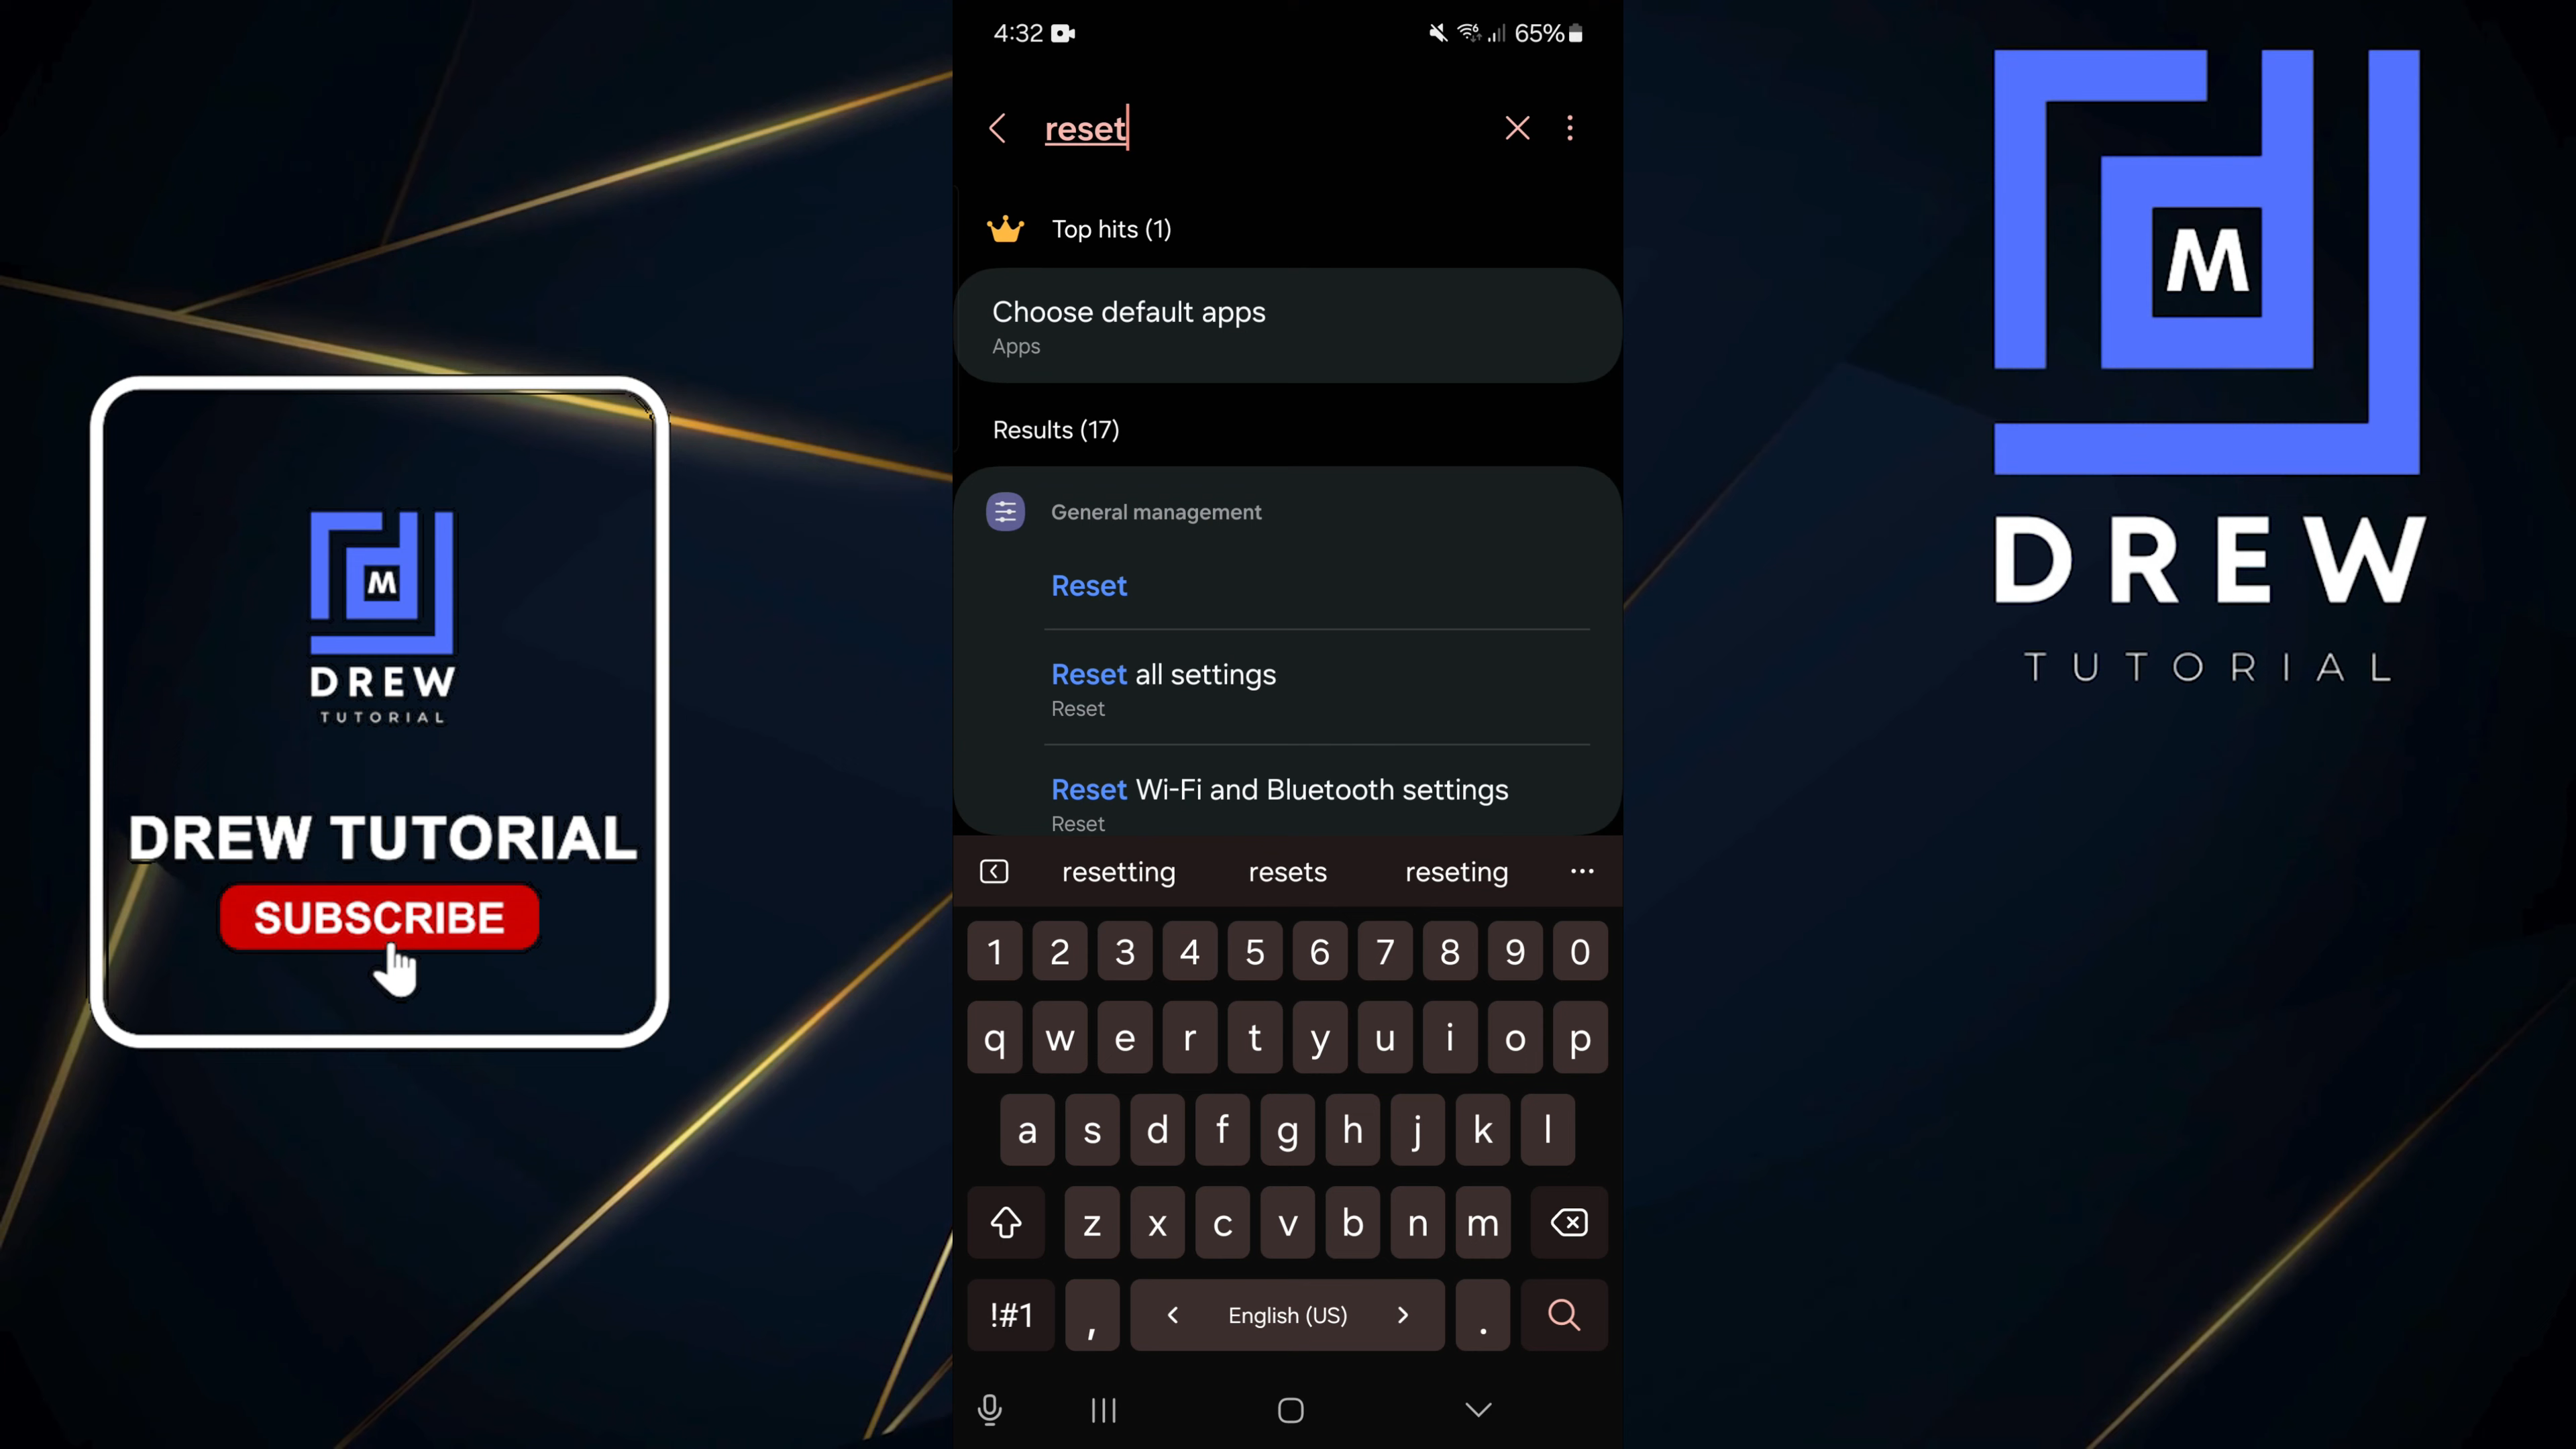 M
DREW
TUTORIAL
DREW TUTORIAL
SUBSCRIBE
4:32
65%
reset
Top hits (1)
Choose default apps
Apps
Results (17)
General management
Reset
Reset all settings
Reset
Reset Wi-Fi and Bluetooth settings
Reset
resetting resets reseting
1 2 3 4 5 6 7 8 9 0
q w e r t y u i o p
a s d f g h j k l
z x c v b n m
!#1 , English (US) .
M
DREW
TUTORIAL